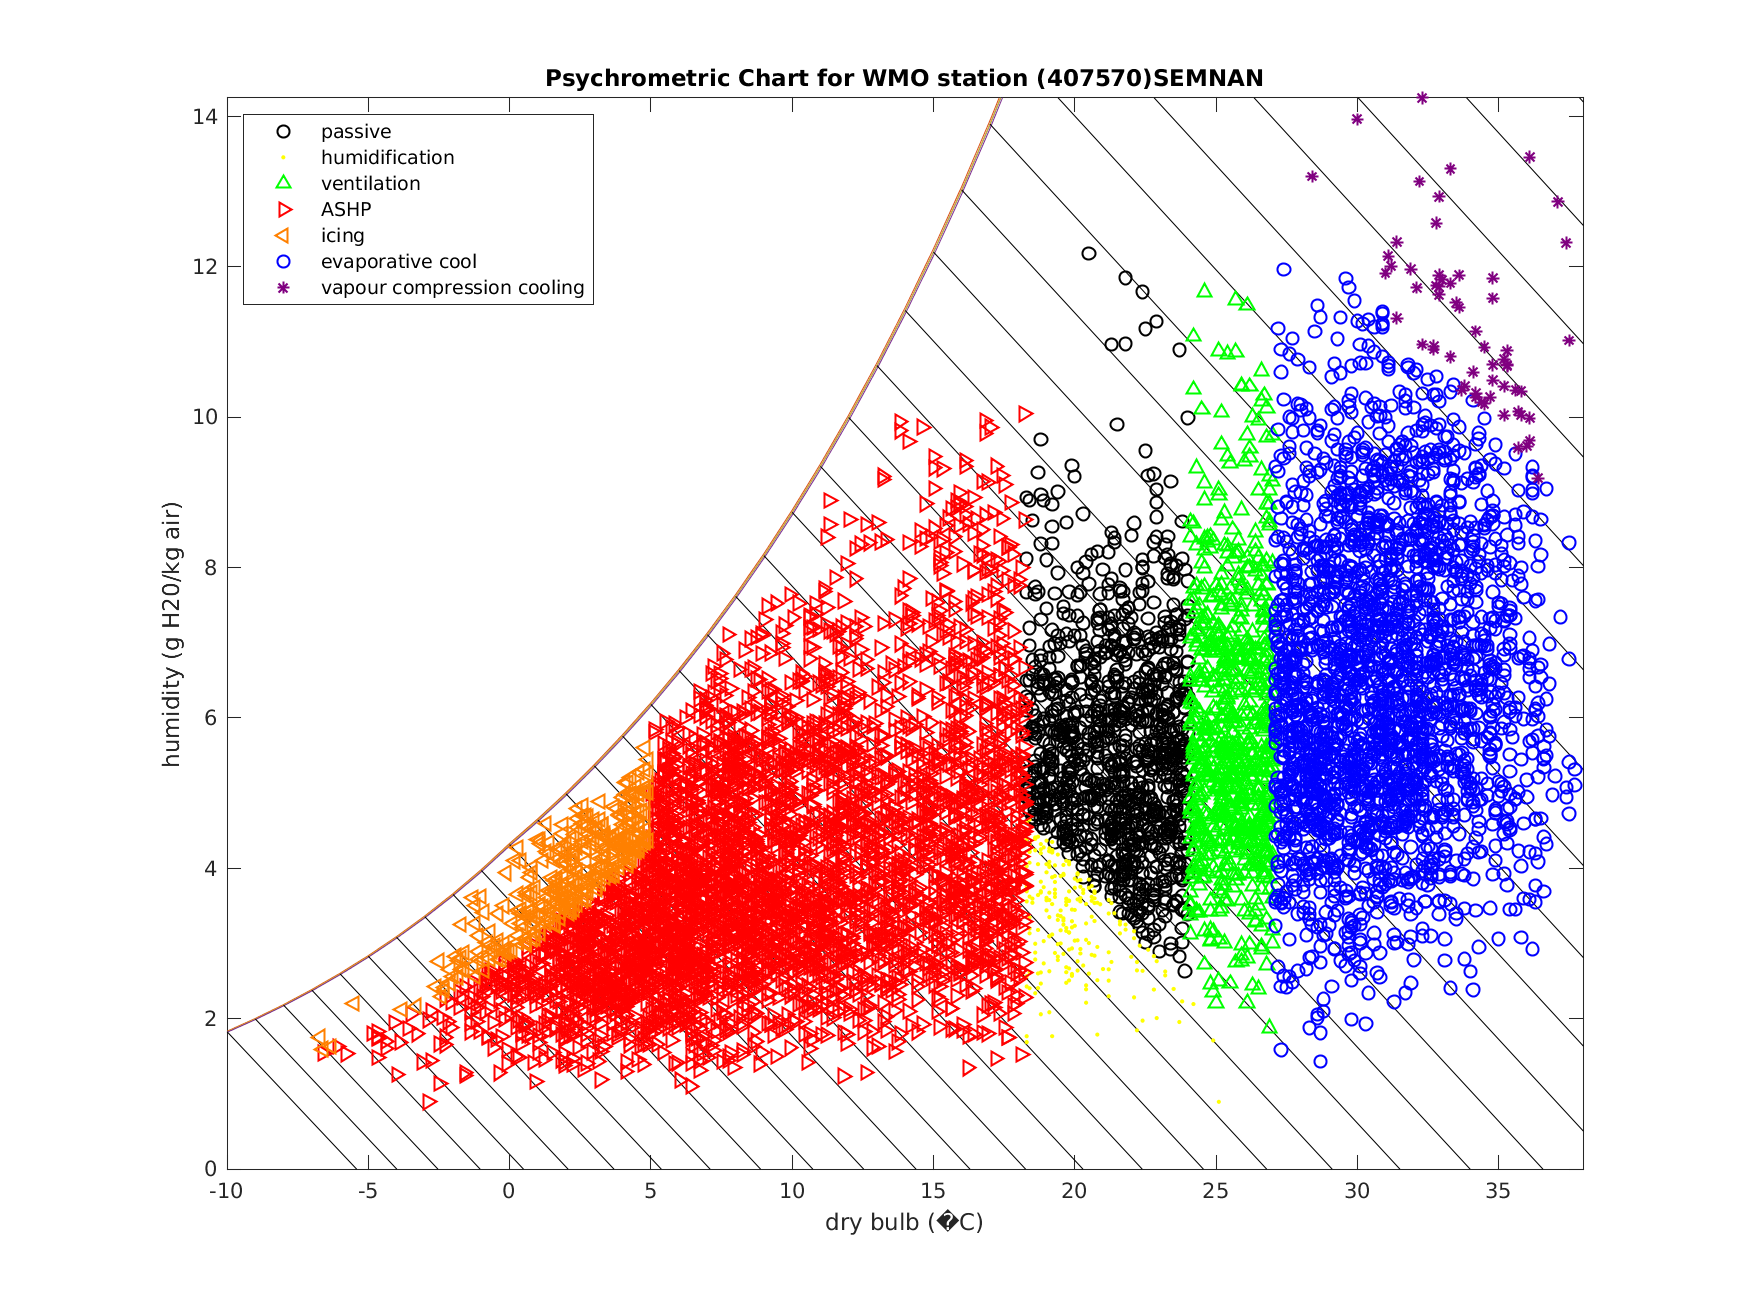 Psychrometric Chart for WMO station (407570)SEMNAN
passive
humidification
ventilation
ASHP
icing
evaporative cool
vapour compression cooling
14
12
10
8
6
4
2
0
humidity (g H20/kg air)
-10 -5 0 5 10 15 20 25 30 35
dry bulb (�C)